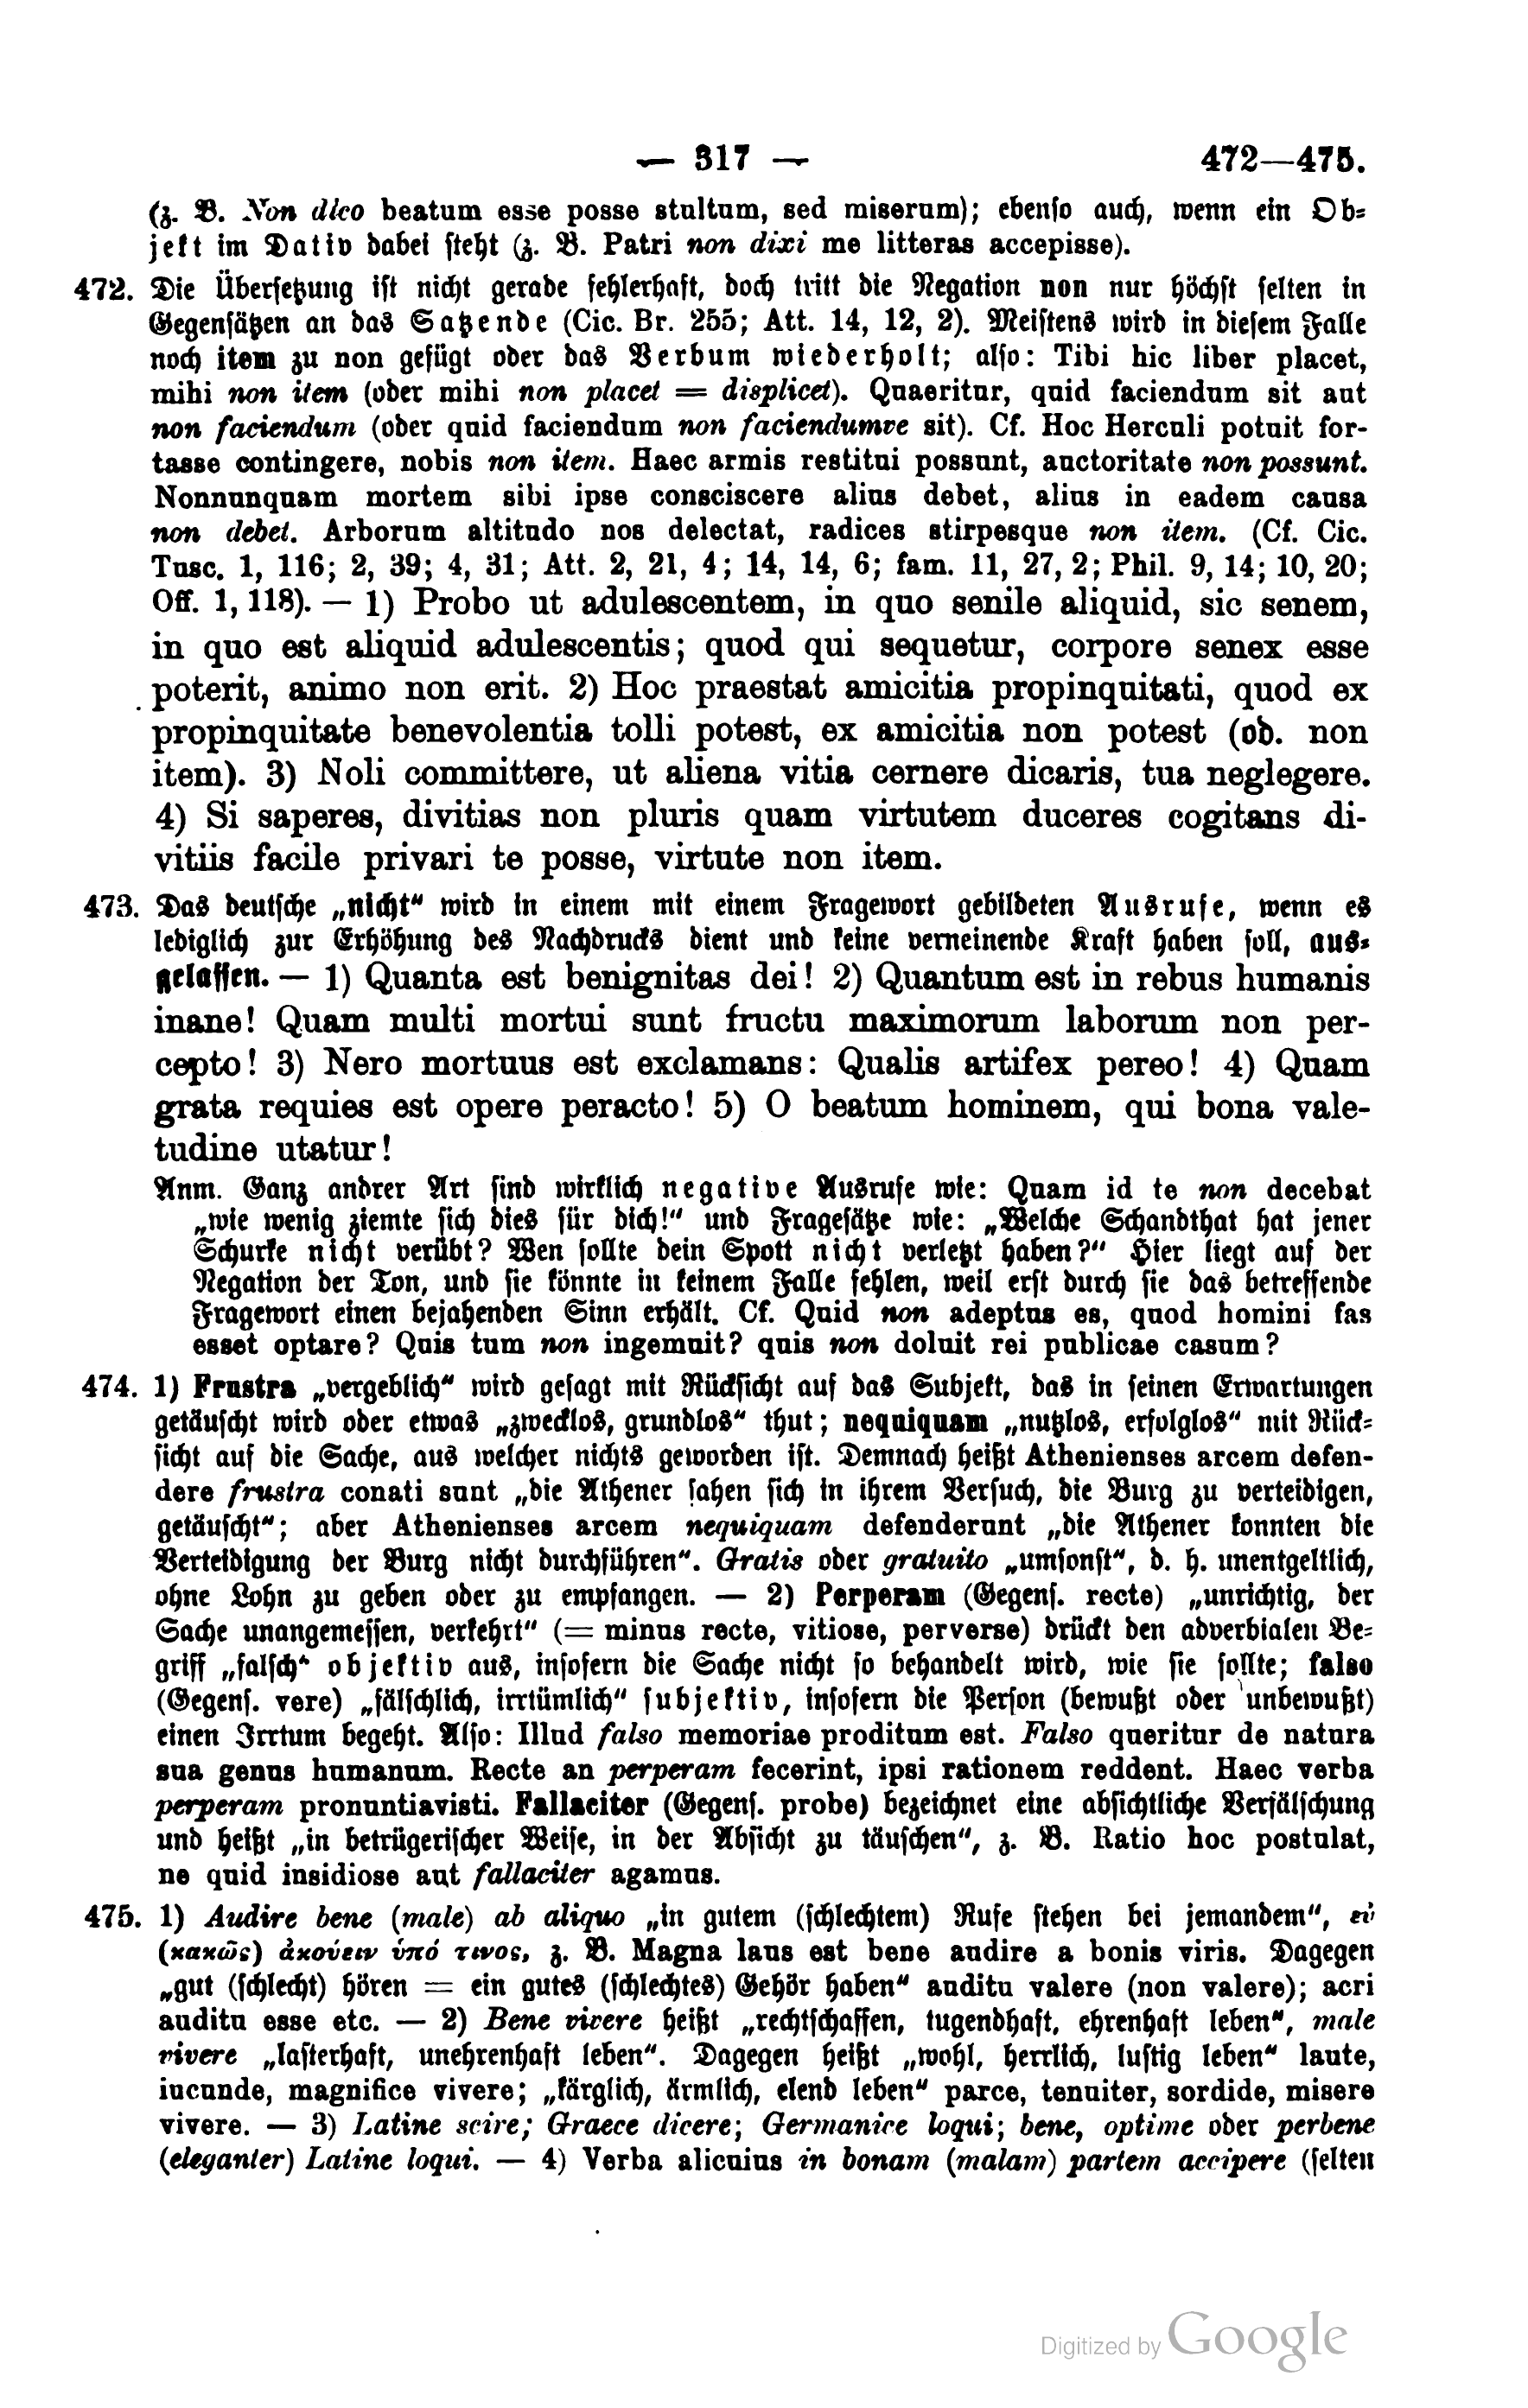 — 317 — 472—475.
(z. B. Non dico beatum esse posse stultum, sed miserum); ebenso auch, wenn ein Ob-
jekt im Dativ dabei steht (z. B. Patri non dixi me litteras accepisse).
472. Die Übersetzung ist nicht gerade fehlerhaft, doch tritt die Negation non nur höchst selten in
Gegensätzen an das Satzende (Cic. Br. 255; Att. 14, 12, 2). Meistens wird in diesem Falle
noch item zu non gefügt oder das Verbum wiederholt; also: Tibi hic liber placet,
mihi non item (oder mihi non placet = displicet). Quaeritur, quid faciendum sit aut
non faciendum (oder quid faciendum non faciendumve sit). Cf. Hoc Herculi potuit for-
tasse contingere, nobis non item. Haec armis restitui possunt, auctoritate non possunt.
Nonnunquam mortem sibi ipse consciscere alius debet, alius in eadem causa
non debet. Arborum altitudo nos delectat, radices stirpesque non item. (Cf. Cic.
Tusc. 1, 116; 2, 39; 4, 31; Att. 2, 21, 4; 14, 14, 6; fam. 11, 27, 2; Phil. 9, 14; 10, 20;
Off. 1, 118). — 1) Probo ut adulescentem, in quo senile aliquid, sic senem,
in quo est aliquid adulescentis; quod qui sequetur, corpore senex esse
poterit, animo non erit. 2) Hoc praestat amicitia propinquitati, quod ex
propinquitate benevolentia tolli potest, ex amicitia non potest (od. non
item). 3) Noli committere, ut aliena vitia cernere dicaris, tua neglegere.
4) Si saperes, divitias non pluris quam virtutem duceres cogitans di-
vitiis facile privari te posse, virtute non item.
473. Das deutsche „nicht“ wird in einem mit einem Fragewort gebildeten Ausrufe, wenn es
lediglich zur Erhöhung des Nachdrucks dient und keine verneinende Kraft haben soll, aus-
gelassen. — 1) Quanta est benignitas dei! 2) Quantum est in rebus humanis
inane! Quam multi mortui sunt fructu maximorum laborum non per-
cepto! 3) Nero mortuus est exclamans: Qualis artifex pereo! 4) Quam
grata requies est opere peracto! 5) O beatum hominem, qui bona vale-
tudine utatur!
Anm. Ganz andrer Art sind wirklich negative Ausrufe wie: Quam id te non decebat
„wie wenig ziemte sich dies für dich!“ und Fragesätze wie: „Welche Schandthat hat jener
Schurke nicht verübt? Wen sollte dein Spott nicht verletzt haben?“ Hier liegt auf der
Negation der Ton, und sie könnte in keinem Falle fehlen, weil erst durch sie das betreffende
Fragewort einen bejahenden Sinn erhält. Cf. Quid non adeptus es, quod homini fas
esset optare? Quis tum non ingemuit? quis non doluit rei publicae casum?
474. 1) Frustra „vergeblich“ wird gesagt mit Rücksicht auf das Subjekt, das in seinen Erwartungen
getäuscht wird oder etwas „zwecklos, grundlos“ thut; nequiquam „nutzlos, erfolglos“ mit Rück-
sicht auf die Sache, aus welcher nichts geworden ist. Demnach heißt Athenienses arcem defen-
dere frustra conati sunt „die Athener sahen sich in ihrem Versuch, die Burg zu verteidigen,
getäuscht“; aber Athenienses arcem nequiquam defenderunt „die Athener konnten die
Verteidigung der Burg nicht durchführen“. Gratis oder gratuito „umsonst“, d. h. unentgeltlich,
ohne Lohn zu geben oder zu empfangen. — 2) Perperam (Gegens. recte) „unrichtig, der
Sache unangemessen, verkehrt“ (= minus recte, vitiose, perverse) drückt den adverbialen Be-
griff „falsch“ objektiv aus, insofern die Sache nicht so behandelt wird, wie sie sollte; falso
(Gegens. vere) „fälschlich, irrtümlich“ subjektiv, insofern die Person (bewußt oder unbewußt)
einen Irrtum begeht. Also: Illud falso memoriae proditum est. Falso queritur de natura
sua genus humanum. Recte an perperam fecerint, ipsi rationem reddent. Haec verba
perperam pronuntiavisti. Fallaciter (Gegens. probe) bezeichnet eine absichtliche Verfälschung
und heißt „in betrügerischer Weise, in der Absicht zu täuschen“, z. B. Ratio hoc postulat,
ne quid insidiose aut fallaciter agamus.
475. 1) Audire bene (male) ab aliquo „in gutem (schlechtem) Rufe stehen bei jemandem“, εὐ
(κακῶς) ἀκούειν ὑπό τινος, z. B. Magna laus est bene audire a bonis viris. Dagegen
„gut (schlecht) hören = ein gutes (schlechtes) Gehör haben“ auditu valere (non valere); acri
auditu esse etc. — 2) Bene vivere heißt „rechtschaffen, tugendhaft, ehrenhaft leben“, male
vivere „lasterhaft, unehrenhaft leben“. Dagegen heißt „wohl, herrlich, lustig leben“ laute,
iucunde, magnifice vivere; „kärglich, ärmlich, elend leben“ parce, tenuiter, sordide, misere
vivere. — 3) Latine scire; Graece dicere; Germanice loqui; bene, optime oder perbene
(eleganter) Latine loqui. — 4) Verba alicuius in bonam (malam) partem accipere (selten
Digitized by Google